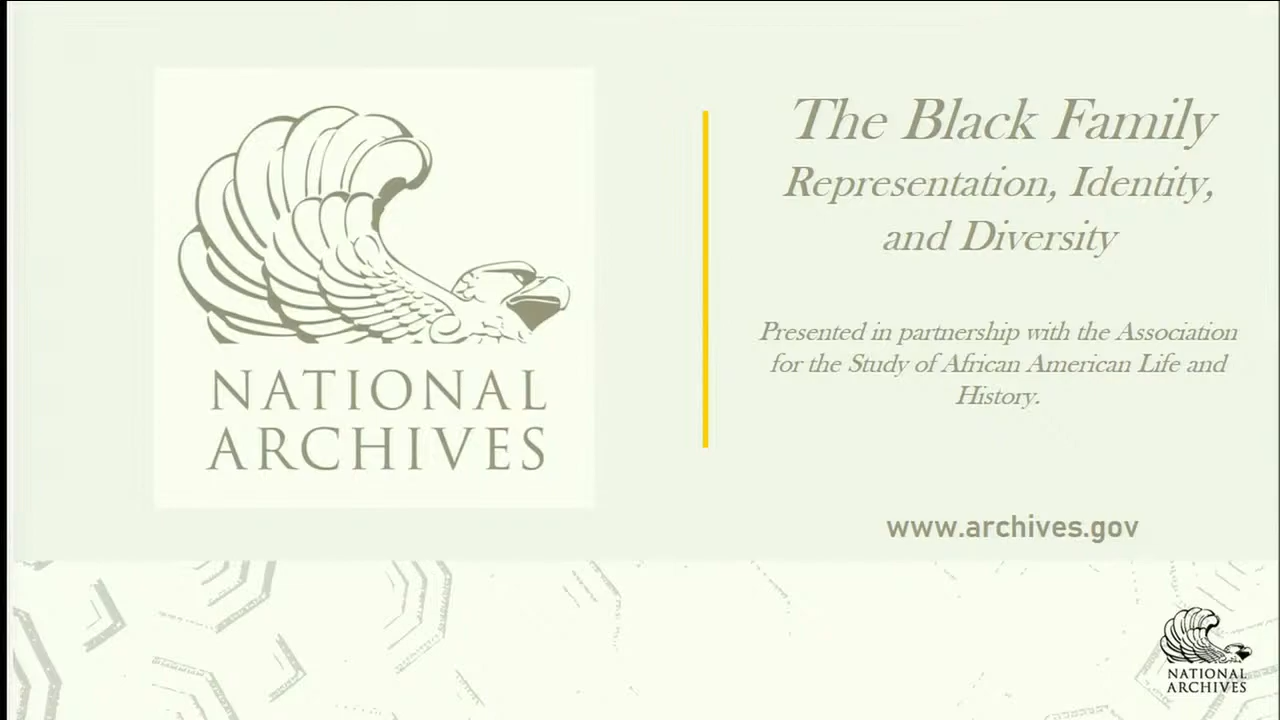 NATIONAL
ARCHIVES
The Black Family
Representation, Identity,
and Diversity
Presented in partnership with the Association
for the Study of African American Life and
History.
www.archives.gov
NATIONAL
ARCHIVES